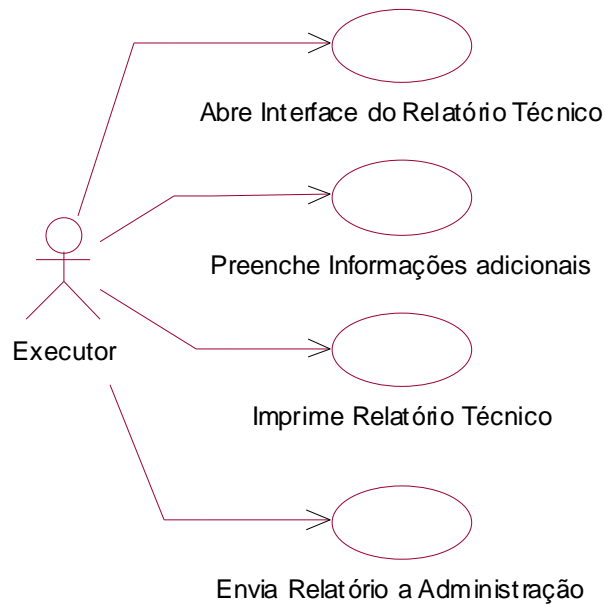 Abre Interface do Relatório Técnico
Preenche Informações adicionais
Executor
Imprime Relatório Técnico
Envia Relatório a Administração